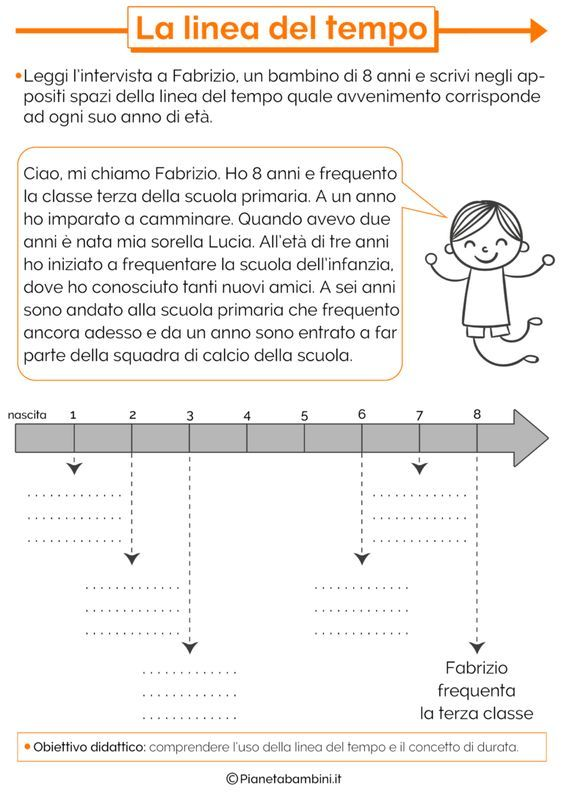 La linea del tempo
•Leggi l'intervista a Fabrizio, un bambino di 8 anni e scrivi negli ap-
positi spazi della linea del tempo quale avvenimento corrisponde
ad ogni suo anno di età.
Ciao, mi chiamo Fabrizio. Ho 8 anni e frequento
la classe terza della scuola primaria. A un anno
ho imparato a camminare. Quando avevo due
anni è nata mia sorella Lucia. All'età di tre anni
ho iniziato a frequentare la scuola dell'infanzia,
dove ho conosciuto tanti nuovi amici. A sei anni
sono andato alla scuola primaria che frequento
ancora adesso e da un anno sono entrato a far
parte della squadra di calcio della scuola.
nascita 1 2 3 4 5 6 7 8
Fabrizio
frequenta
la terza classe
• Obiettivo didattico: comprendere l'uso della linea del tempo e il concetto di durata.
©Pianetabambini.it